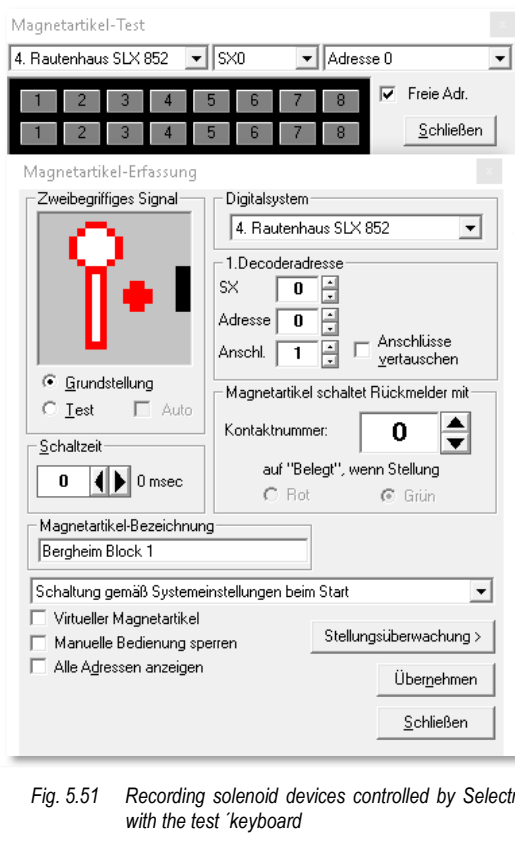 Magnetartikel-Test
4. Rautenhaus SLX 852 SX0 Adresse 0
1 2 3 4 5 6 7 8
1 2 3 4 5 6 7 8
Freie Adr.
Schließen
Magnetartikel-Erfassung
Zweibegriffiges Signal
Grundstellung
Test Auto
Schaltzeit
0 0 msec
Digitalsystem
4. Rautenhaus SLX 852
1.Decoderadresse
SX 0
Adresse 0
Anschl. 1
Anschlüsse
vertauschen
Magnetartikel schaltet Rückmelder mit
Kontaktnummer: 0
auf "Belegt", wenn Stellung
Rot Grün
Magnetartikel-Bezeichnung
Bergheim Block 1
Schaltung gemäß Systemeinstellungen beim Start
Virtueller Magnetartikel
Manuelle Bedienung sperren
Alle Adressen anzeigen
Stellungsüberwachung >
Übernehmen
Schließen
Fig. 5.51 Recording solenoid devices controlled by
with the test ´keyboard